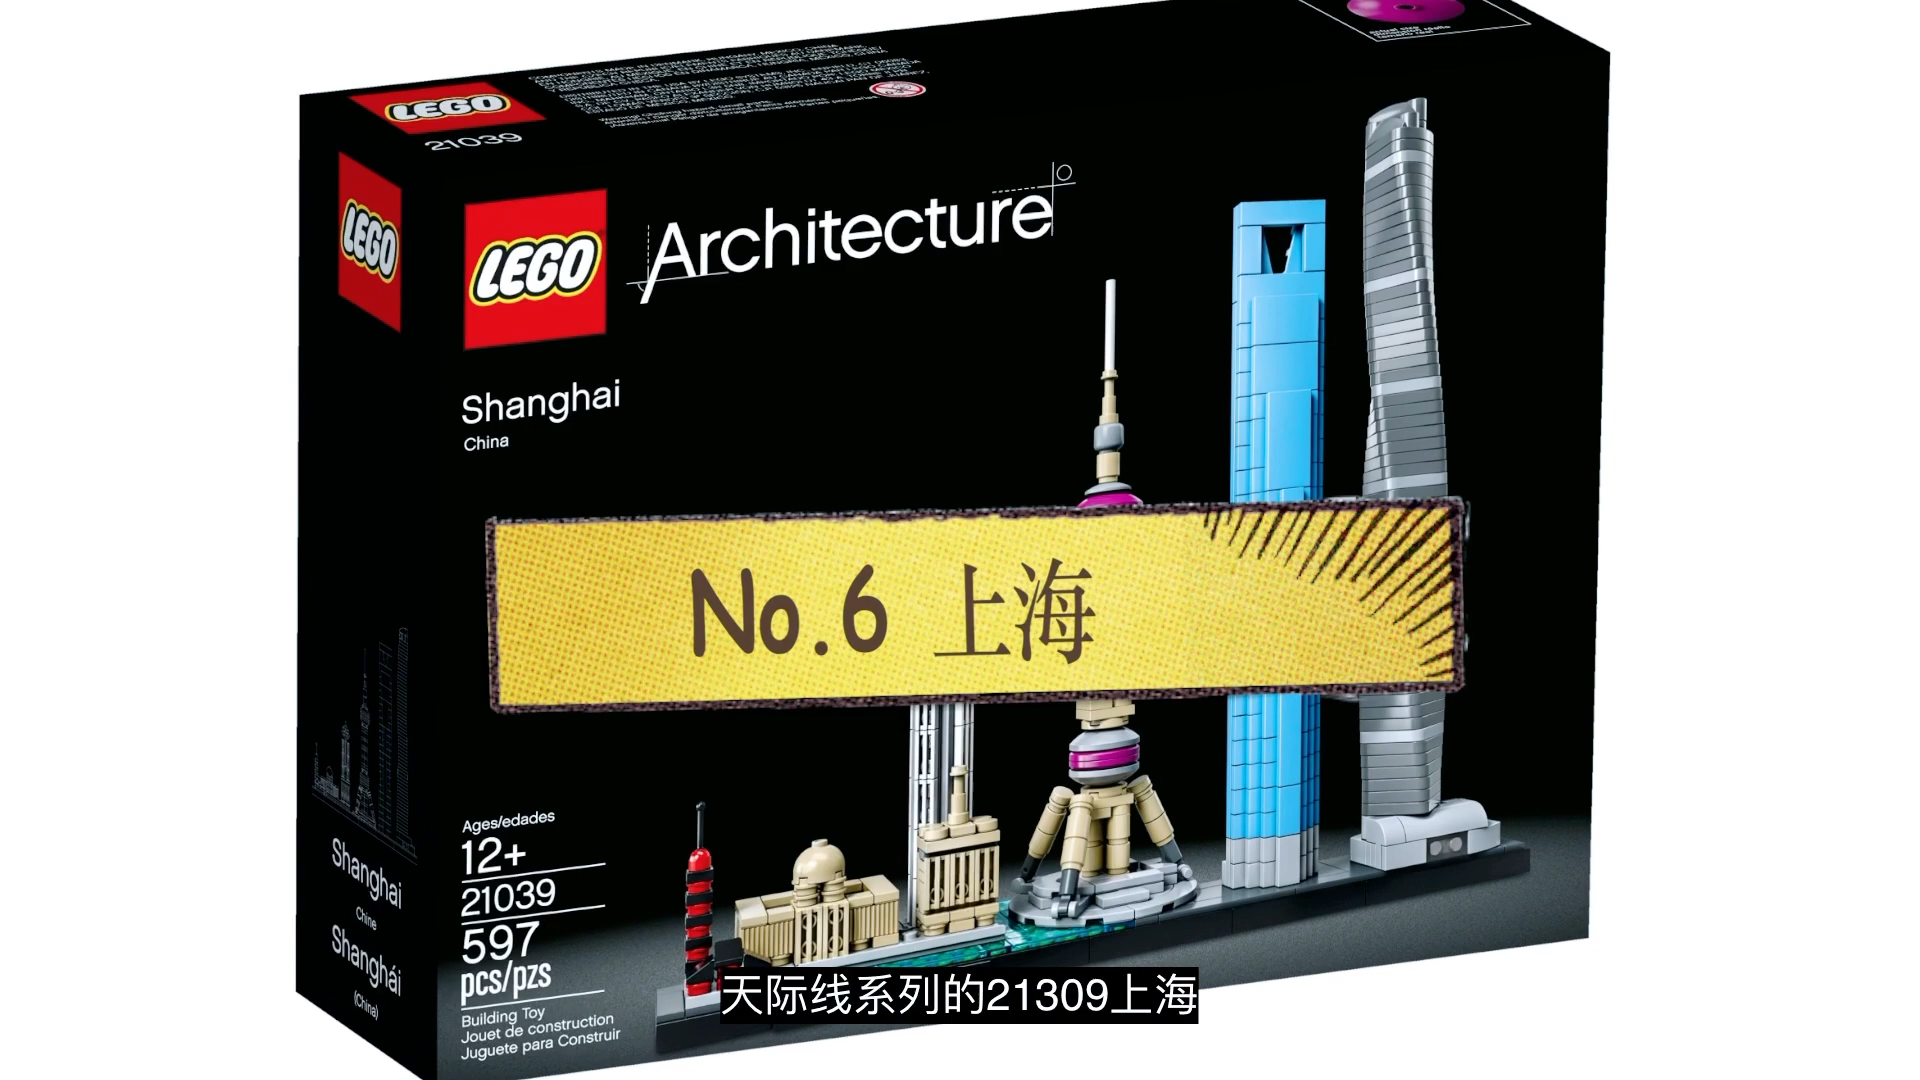 LEGO
21039
LEGO
LEGO
Architecture
Shanghai
China
No.6 上海
Ages/edades
12+
21039
597
pcs/pzs
Building Toy
Jouet de construction
Juguete para Construir
Shanghai
Chine
Shanghái
(China)
天际线系列的21309上海